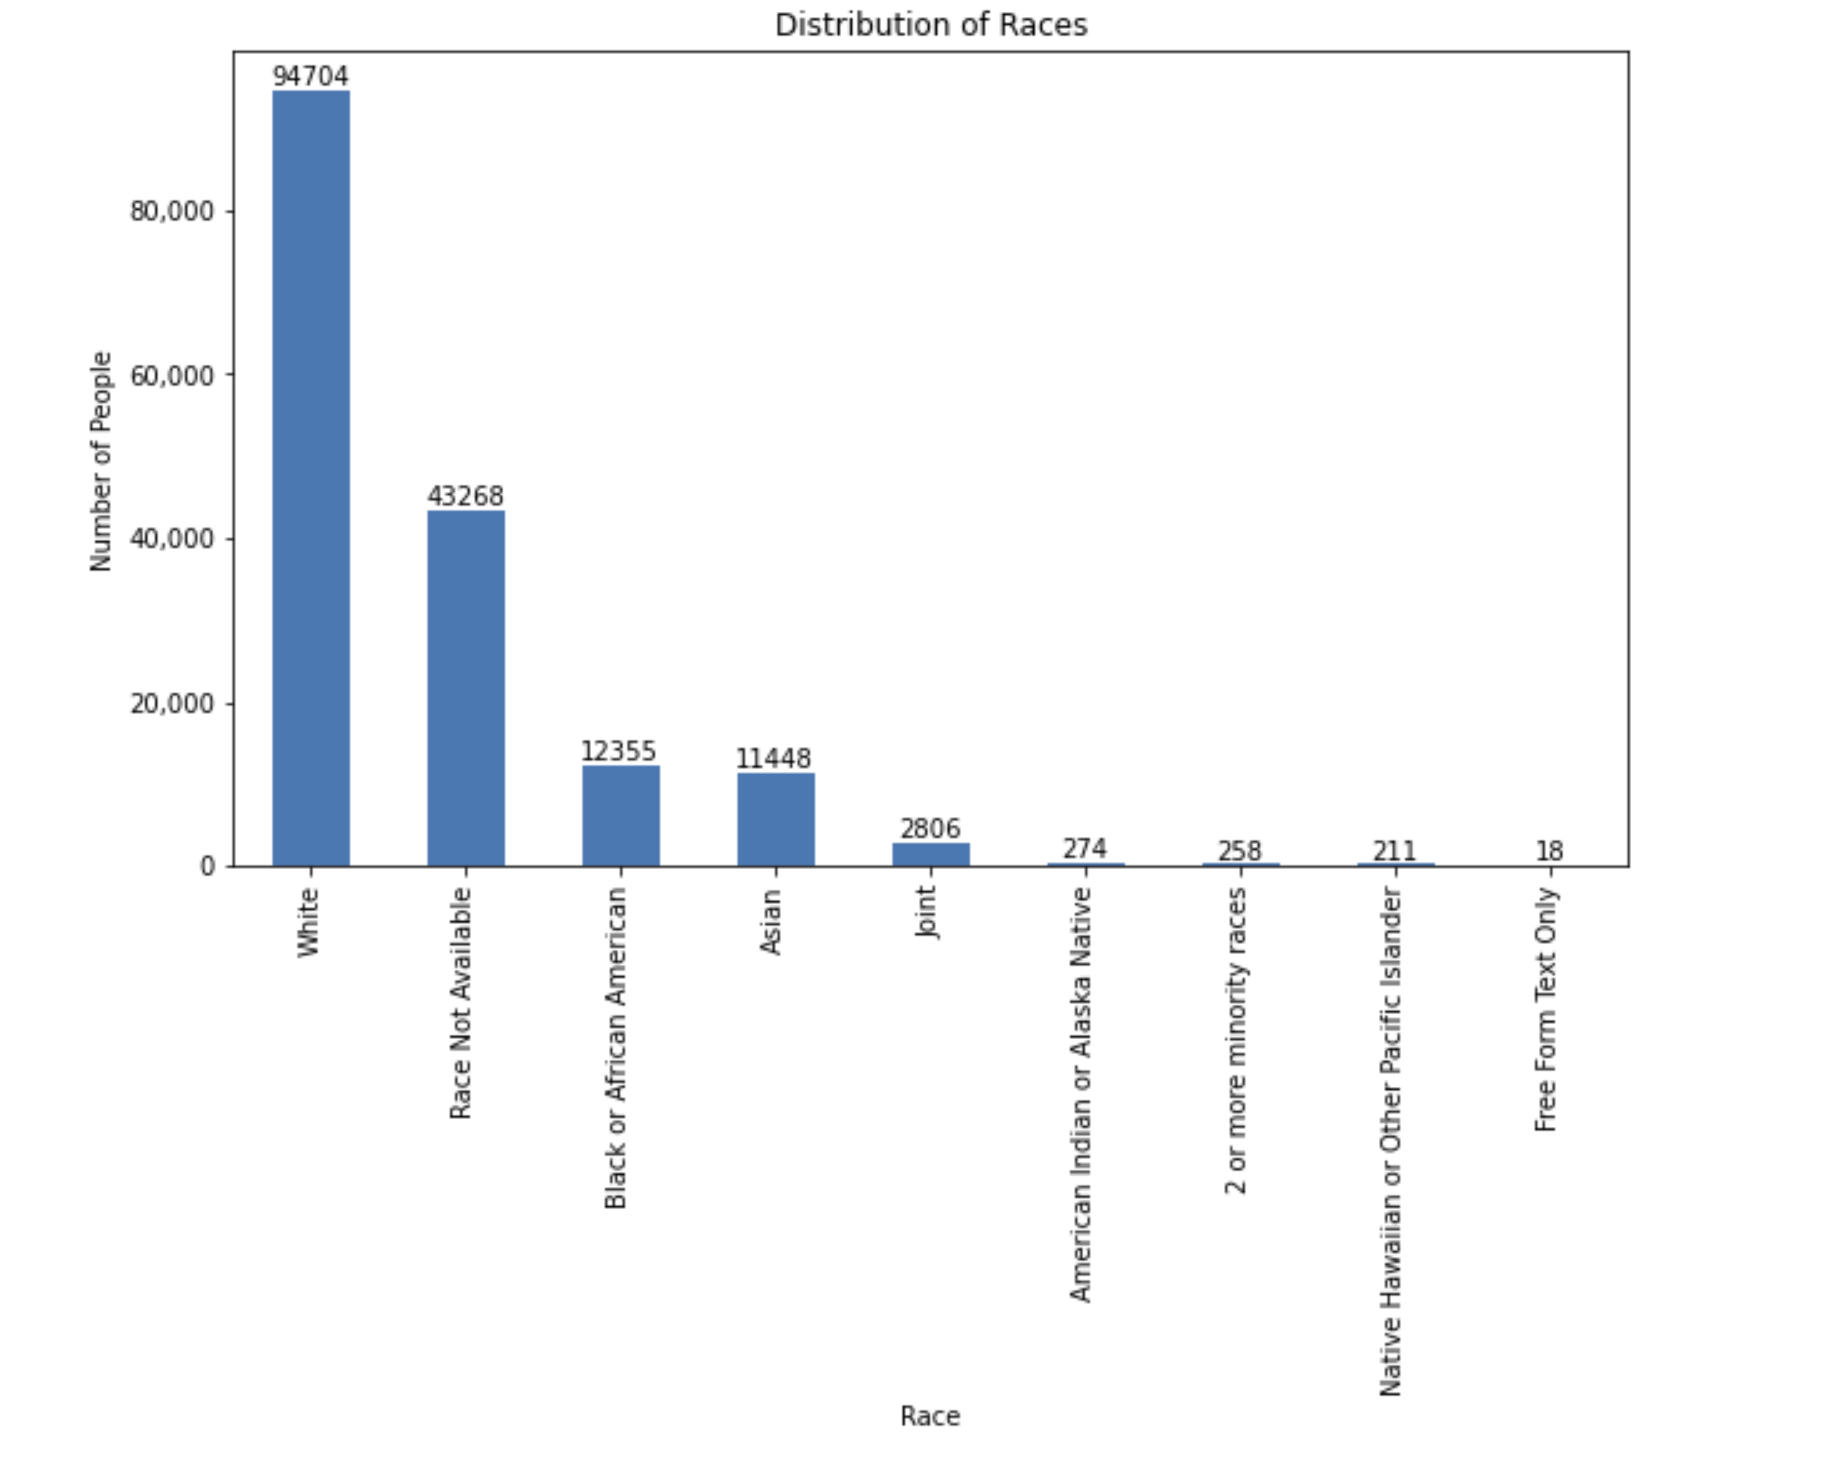 Distribution of Races
94704
43268
12355
11448
2806
274
258
211
18
80,000
60,000
40,000
20,000
0
Number of People
White
Race Not Available
Black or African American
Asian
Joint
American Indian or Alaska Native
2 or more minority races
Native Hawaiian or Other Pacific Islander
Free Form Text Only
Race